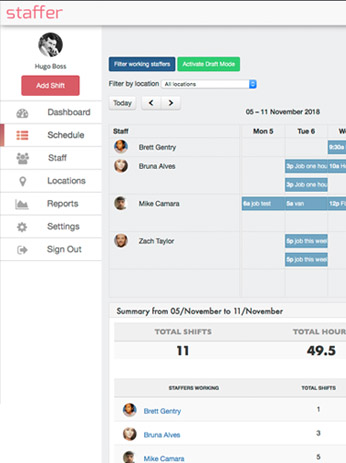 staffer
Hugo Boss
Add Shift
Dashboard
Schedule
Staff
Locations
Reports
Settings
Sign Out
Filter working staffers Activate Draft Mode
Filter by location All locations
Today
05 – 11 November 2018
Staff Mon 5 Tue 6
Brett Gentry 9:30a
Bruna Alves 3p Job one hou 10a
3p Job one hou
Mike Camara 6a job test 5a van 12p
Zach Taylor 5p job this week
5p job this week
Summary from 05/November to 11/November
TOTAL SHIFTS TOTAL HOUR
11 49.5
STAFFERS WORKING TOTAL SHIFTS
Brett Gentry 1
Bruna Alves 3
Mike Camara 5